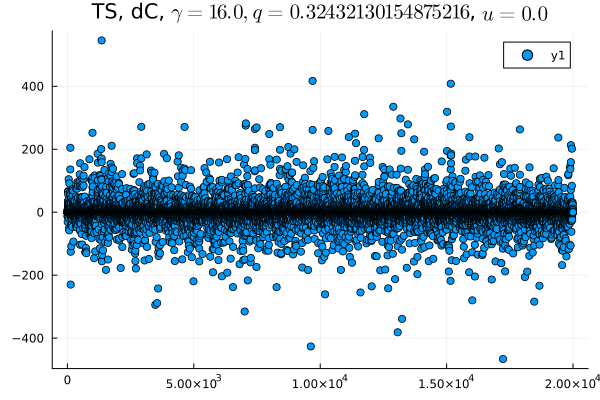 TS, dC, γ = 16.0, q = 0.32432130154875216, u = 0.0
y1
400
200
0
−200
−400
0 5.00×10³ 1.00×10⁴ 1.50×10⁴ 2.00×10⁴